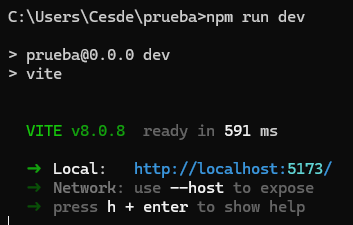 C:\Users\Cesde\prueba>npm run dev
> prueba@0.0.0 dev
> vite
VITE v8.0.8 ready in 591 ms
➜ Local: http://localhost:5173/
➜ Network: use --host to expose
➜ press h + enter to show help